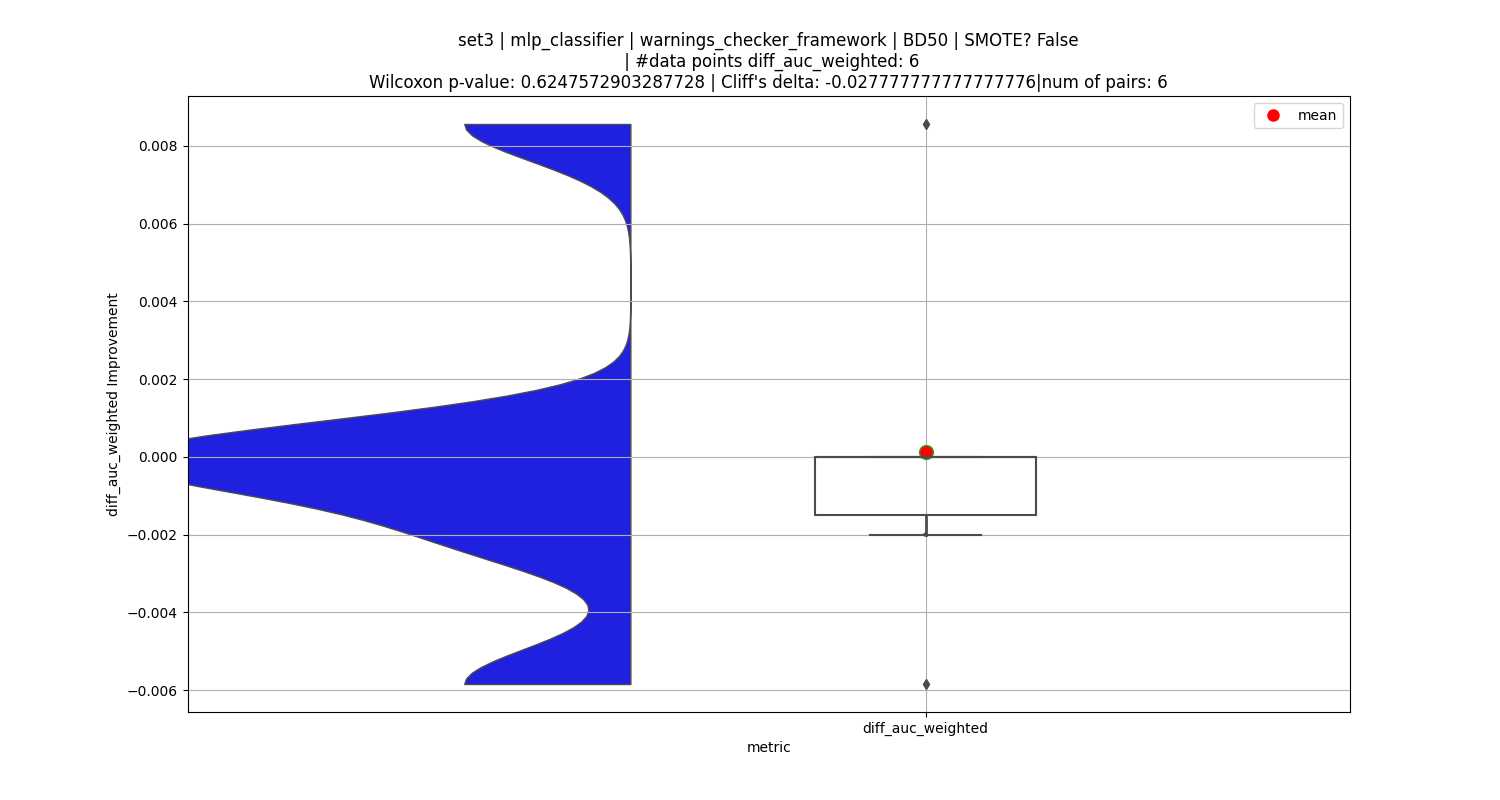 set3 | mlp_classifier | warnings_checker_framework | BD50 | SMOTE? False
| #data points diff_auc_weighted: 6
Wilcoxon p-value: 0.6247572903287728 | Cliff's delta: -0.027777777777777776|num of pairs: 6
mean
0.008
0.006
0.004
0.002
0.000
−0.002
−0.004
−0.006
diff_auc_weighted Improvement
diff_auc_weighted
metric